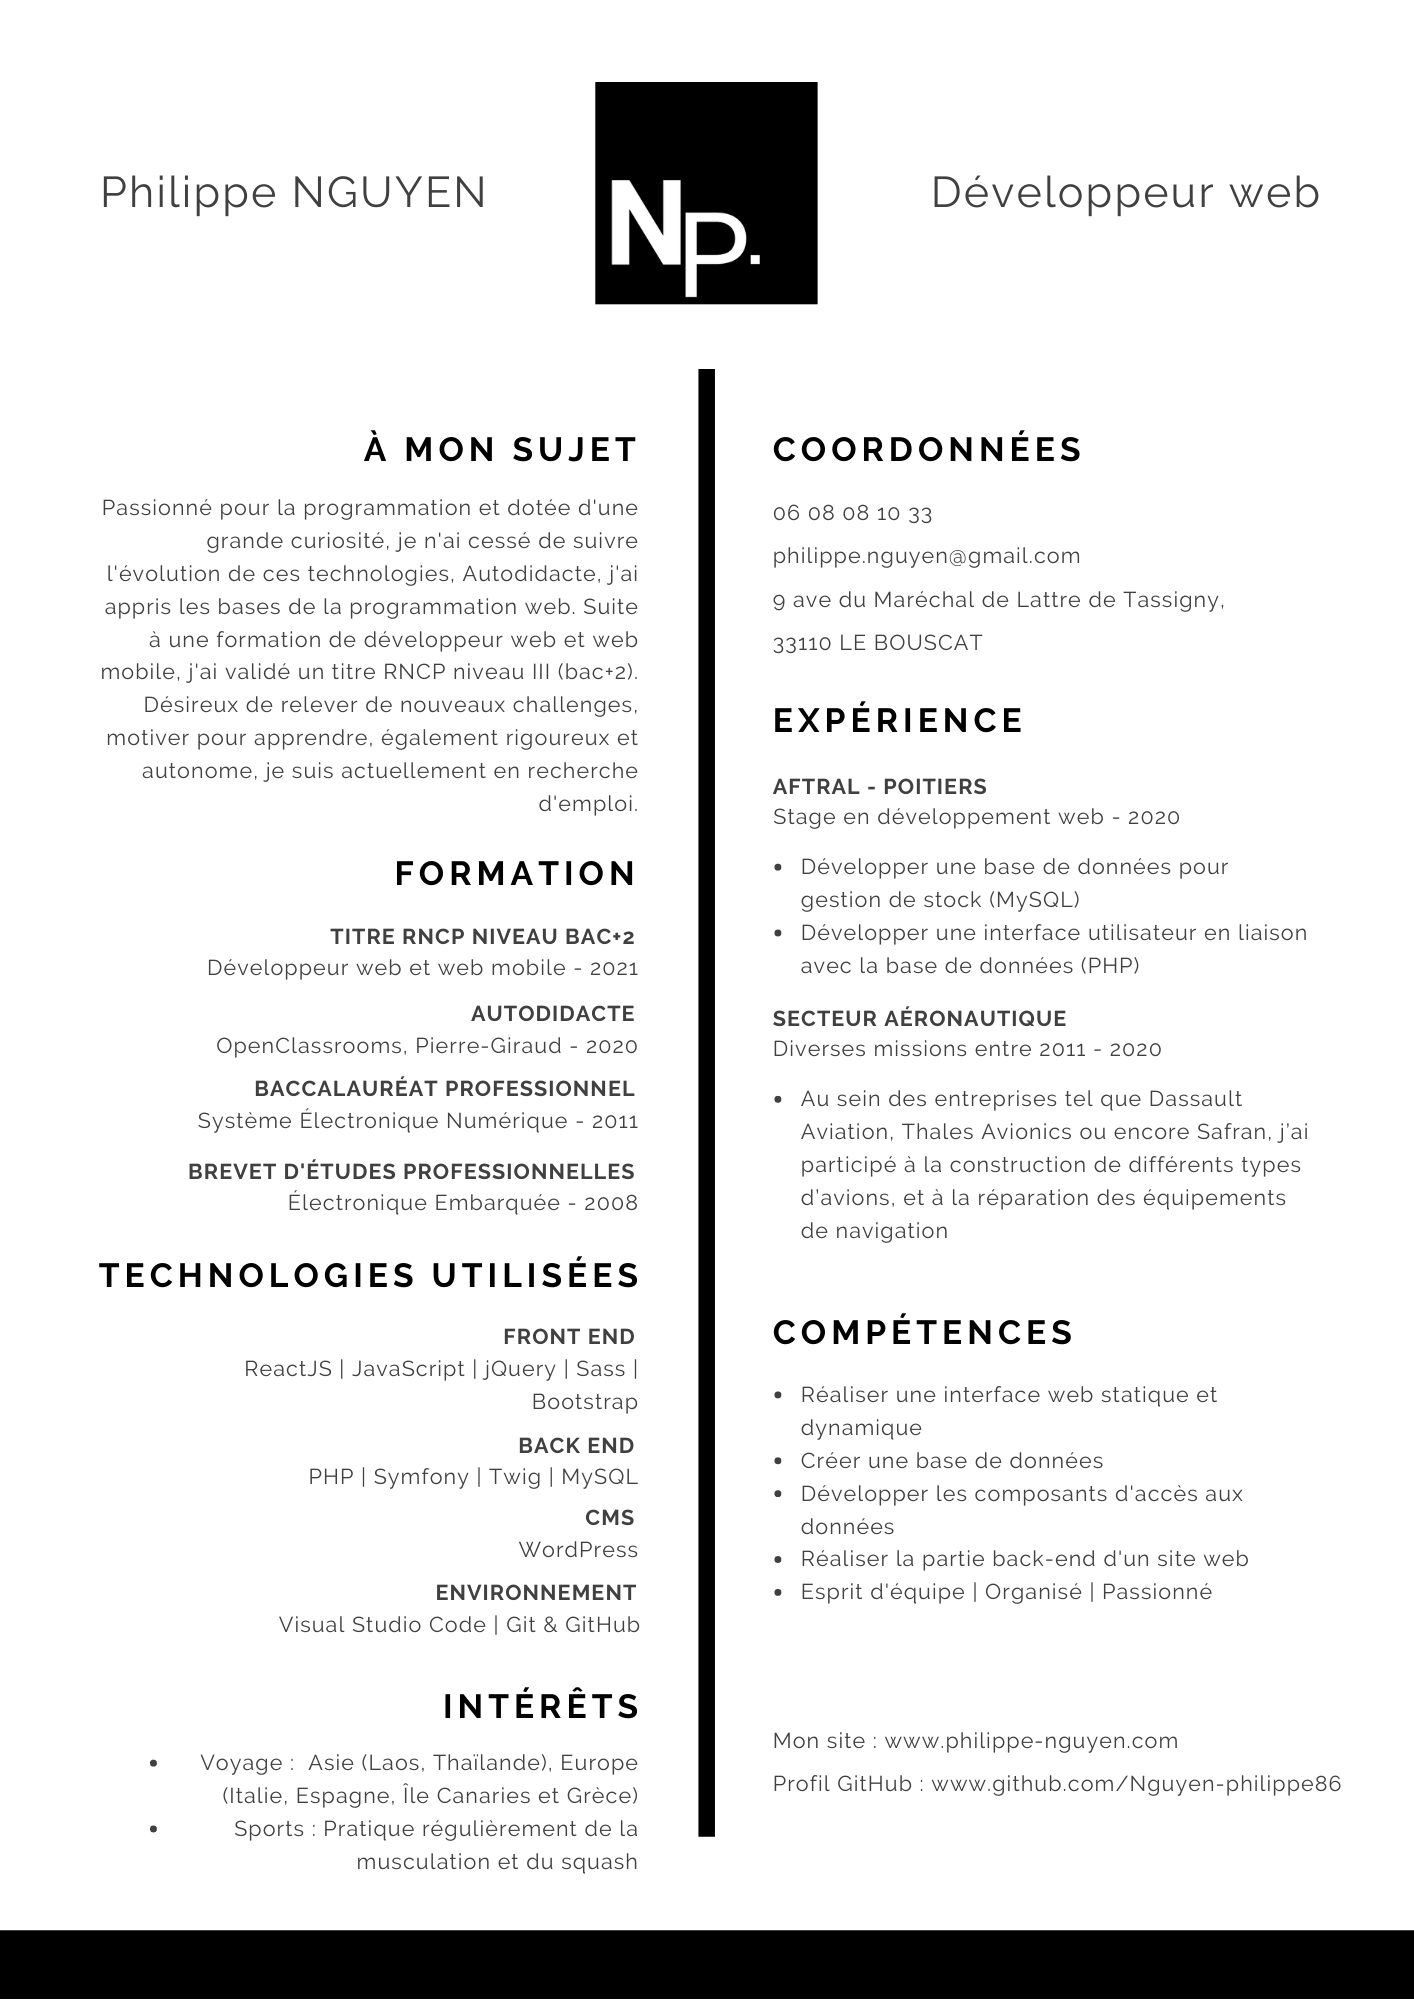 Philippe NGUYEN
Np.
Développeur web
À MON SUJET
Passionné pour la programmation et dotée d'une
grande curiosité, je n'ai cessé de suivre
l'évolution de ces technologies, Autodidacte, j'ai
appris les bases de la programmation web. Suite
à une formation de développeur web et web
mobile, j'ai validé un titre RNCP niveau III (bac+2).
Désireux de relever de nouveaux challenges,
motiver pour apprendre, également rigoureux et
autonome, je suis actuellement en recherche
d'emploi.
FORMATION
TITRE RNCP NIVEAU BAC+2
Développeur web et web mobile - 2021
AUTODIDACTE
OpenClassrooms, Pierre-Giraud - 2020
BACCALAURÉAT PROFESSIONNEL
Système Électronique Numérique - 2011
BREVET D'ÉTUDES PROFESSIONNELLES
Électronique Embarquée - 2008
TECHNOLOGIES UTILISÉES
FRONT END
ReactJS | JavaScript | jQuery | Sass |
Bootstrap
BACK END
PHP | Symfony | Twig | MySQL
CMS
WordPress
ENVIRONNEMENT
Visual Studio Code | Git & GitHub
INTÉRÊTS
• Voyage : Asie (Laos, Thaïlande), Europe
(Italie, Espagne, Île Canaries et Grèce)
• Sports : Pratique régulièrement de la
musculation et du squash
COORDONNÉES
06 08 08 10 33
philippe.nguyen@gmail.com
9 ave du Maréchal de Lattre de Tassigny,
33110 LE BOUSCAT
EXPÉRIENCE
AFTRAL - POITIERS
Stage en développement web - 2020
• Développer une base de données pour
gestion de stock (MySQL)
• Développer une interface utilisateur en liaison
avec la base de données (PHP)
SECTEUR AÉRONAUTIQUE
Diverses missions entre 2011 - 2020
• Au sein des entreprises tel que Dassault
Aviation, Thales Avionics ou encore Safran, j'ai
participé à la construction de différents types
d'avions, et à la réparation des équipements
de navigation
COMPÉTENCES
• Réaliser une interface web statique et
dynamique
• Créer une base de données
• Développer les composants d'accès aux
données
• Réaliser la partie back-end d'un site web
• Esprit d'équipe | Organisé | Passionné
Mon site : www.philippe-nguyen.com
Profil GitHub : www.github.com/Nguyen-philippe86